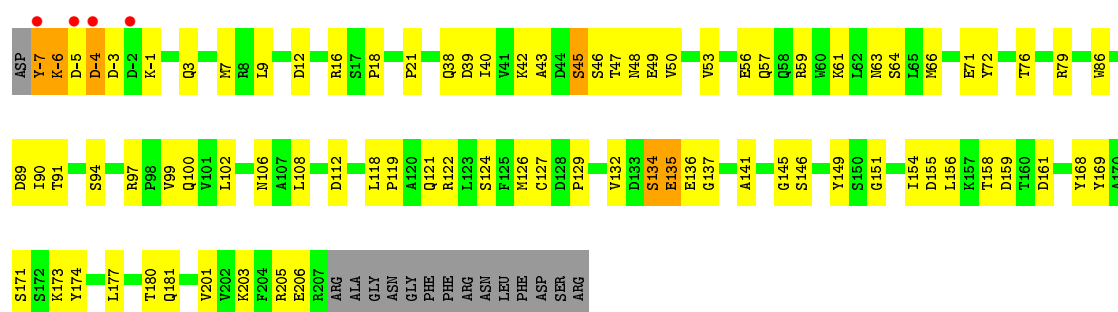 ASP Y-7 K-6 D-5 D-4 D-3 D-2 K-1 Q3 M7 R8 L9 D12 R16 S17 P18 P21 Q38 D39 I40 V41 K42 A43 D44 S45 S46 T47 N48 E49 V50 V53 E56 Q57 Q58 R59 W60 K61 L62 N63 S64 L65 M66 E71 Y72 T76 R79 W86
D89 I90 T91 S94 R97 P98 V99 Q100 V101 L102 N106 A107 L108 D112 L118 P119 A120 Q121 R122 L123 S124 F125 M126 C127 D128 P129 V132 D133 S134 E135 E136 G137 A141 G145 S146 Y149 S150 G151 I154 D155 L156 K157 T158 D159 T160 D161 Y168 Y169 A170
S171 S172 K173 Y174 L177 T180 Q181 V201 V202 K203 F204 R205 E206 R207 ARG ALA GLY ASN GLY PHE PHE ARG ASN LEU PHE ASP SER ARG